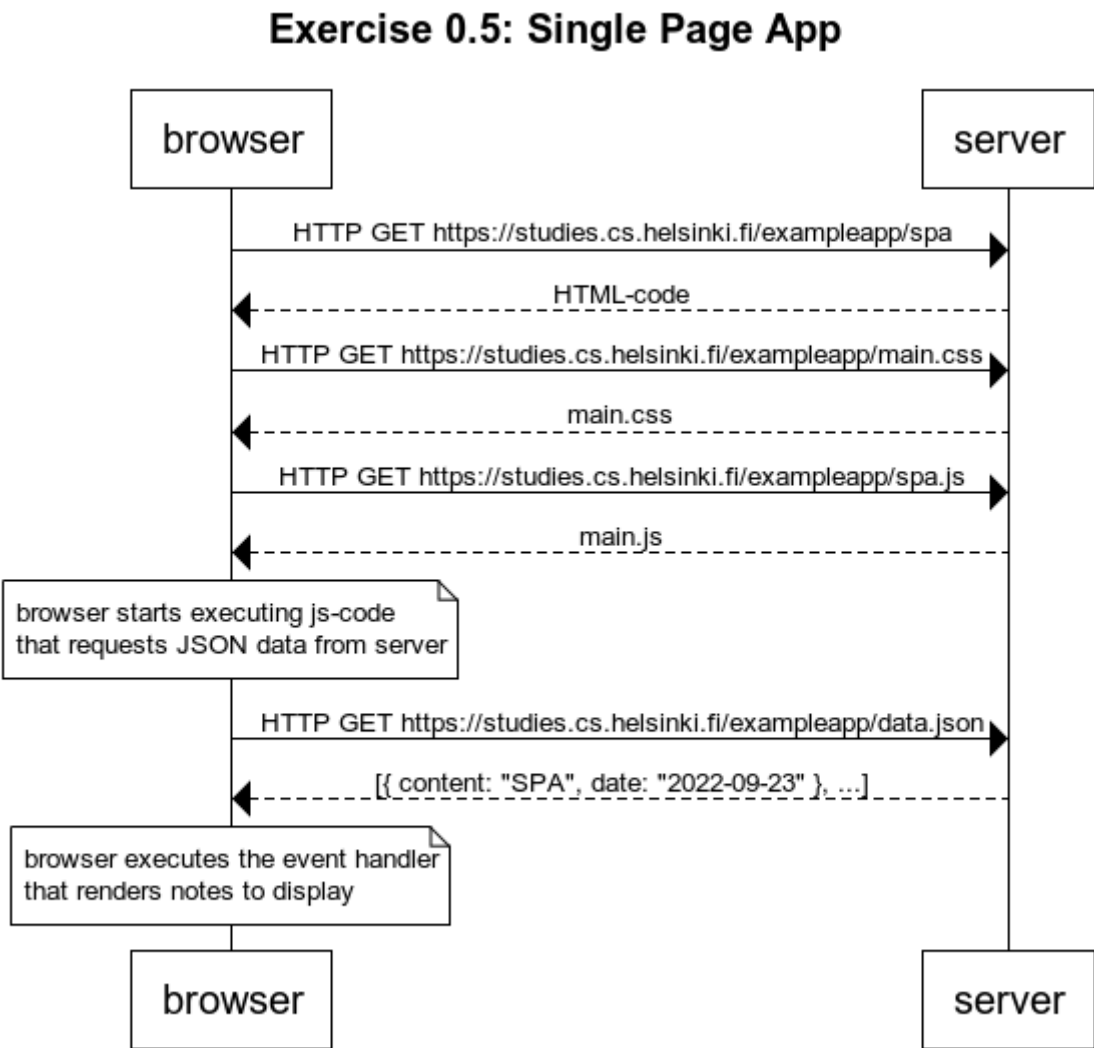 Exercise 0.5: Single Page App
browser
server
HTTP GET https://studies.cs.helsinki.fi/exampleapp/spa
HTML-code
HTTP GET https://studies.cs.helsinki.fi/exampleapp/main.css
main.css
HTTP GET https://studies.cs.helsinki.fi/exampleapp/spa.js
main.js
browser starts executing js-code
that requests JSON data from server
HTTP GET https://studies.cs.helsinki.fi/exampleapp/data.json
[{ content: "SPA", date: "2022-09-23" }, ...]
browser executes the event handler
that renders notes to display
browser
server